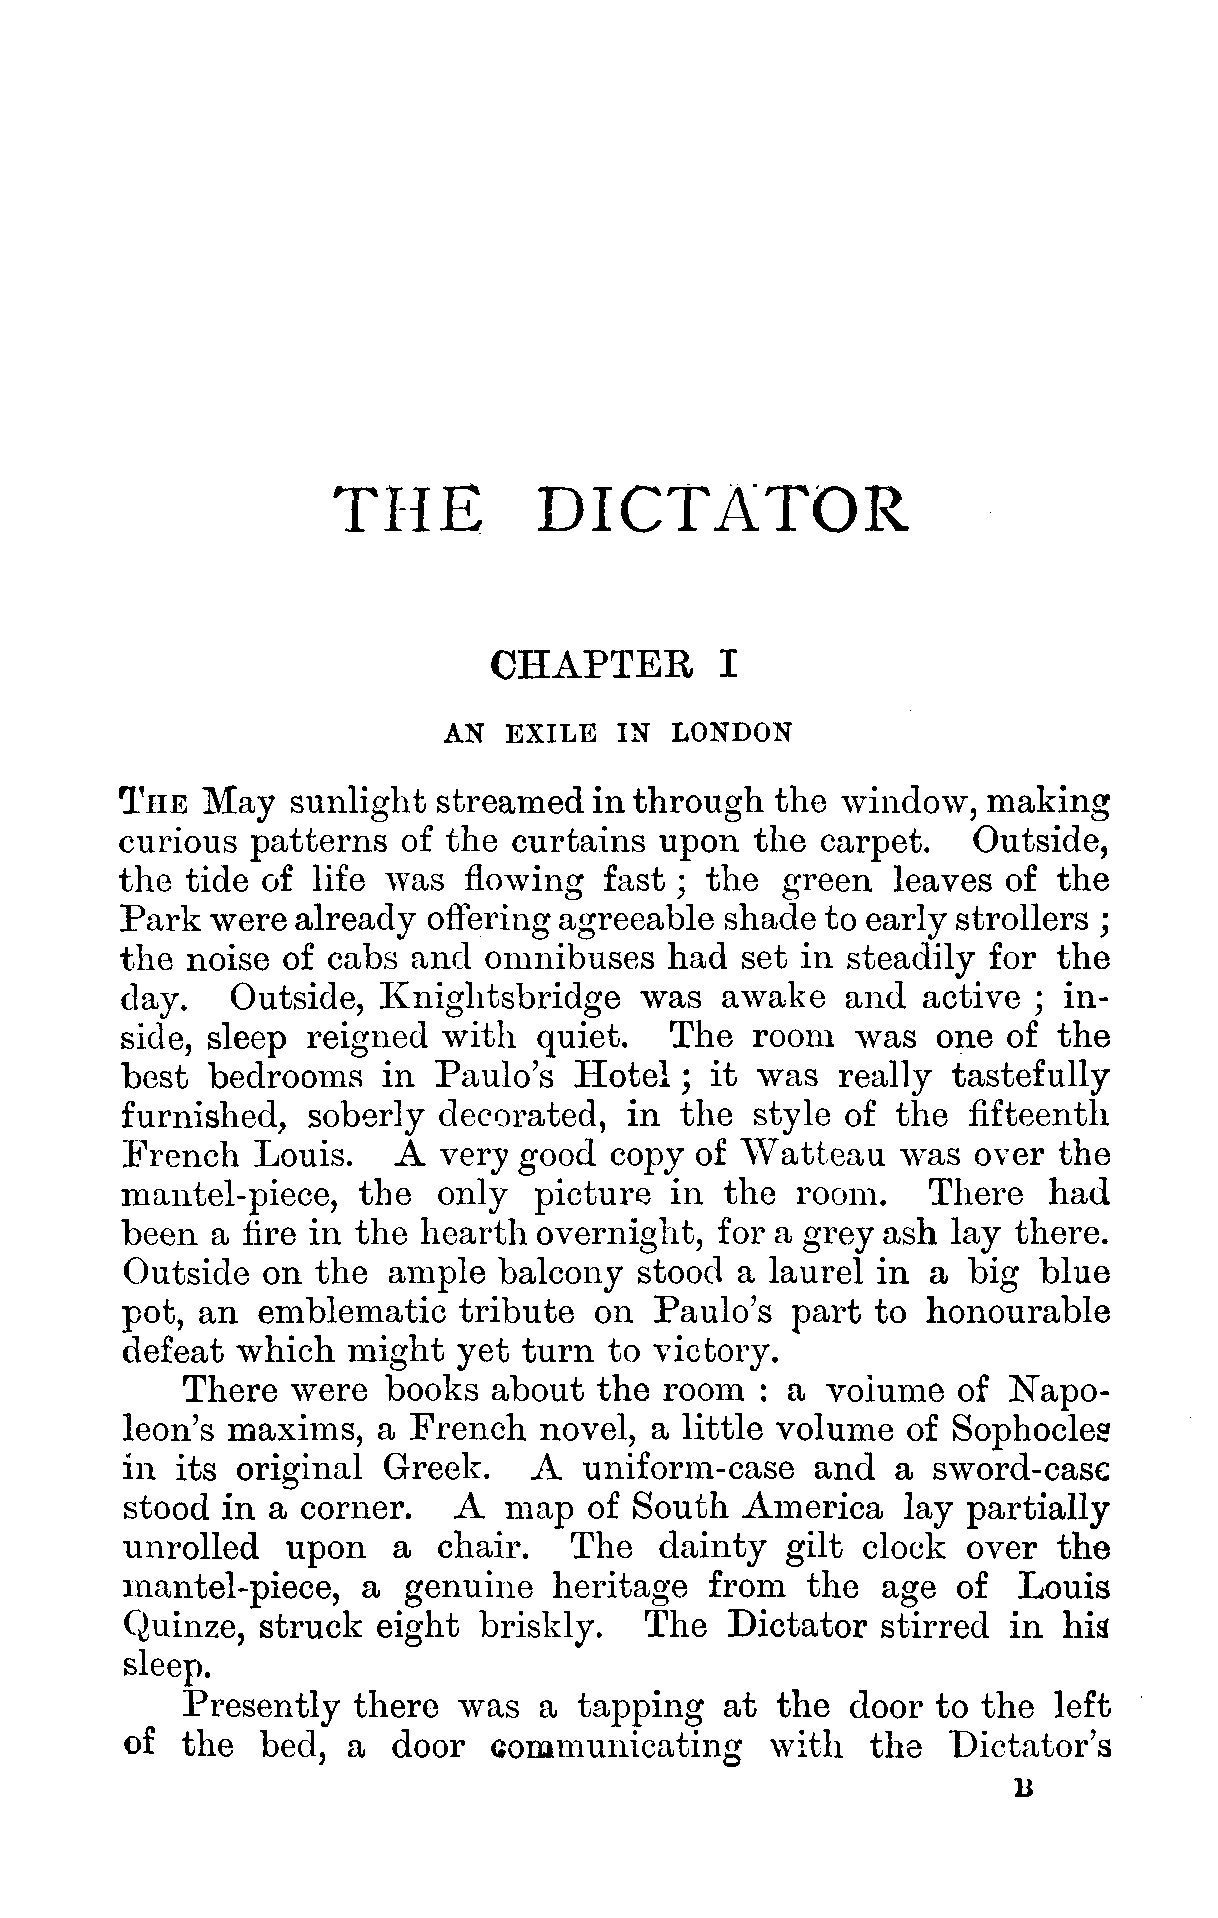 THE DICTATOR
CHAPTER I
AN EXILE IN LONDON
THE May sunlight streamed in through the window, making
curious patterns of the curtains upon the carpet. Outside,
the tide of life was flowing fast ; the green leaves of the
Park were already offering agreeable shade to early strollers ;
the noise of cabs and omnibuses had set in steadily for the
day. Outside, Knightsbridge was awake and active ; in-
side, sleep reigned with quiet. The room was one of the
best bedrooms in Paulo's Hotel ; it was really tastefully
furnished, soberly decorated, in the style of the fifteenth
French Louis. A very good copy of Watteau was over the
mantel-piece, the only picture in the room. There had
been a fire in the hearth overnight, for a grey ash lay there.
Outside on the ample balcony stood a laurel in a big blue
pot, an emblematic tribute on Paulo's part to honourable
defeat which might yet turn to victory.
There were books about the room : a volume of Napo-
leon's maxims, a French novel, a little volume of Sophocles
in its original Greek. A uniform-case and a sword-case
stood in a corner. A map of South America lay partially
unrolled upon a chair. The dainty gilt clock over the
mantel-piece, a genuine heritage from the age of Louis
Quinze, struck eight briskly. The Dictator stirred in his
sleep.
Presently there was a tapping at the door to the left
of the bed, a door communicating with the Dictator's
B